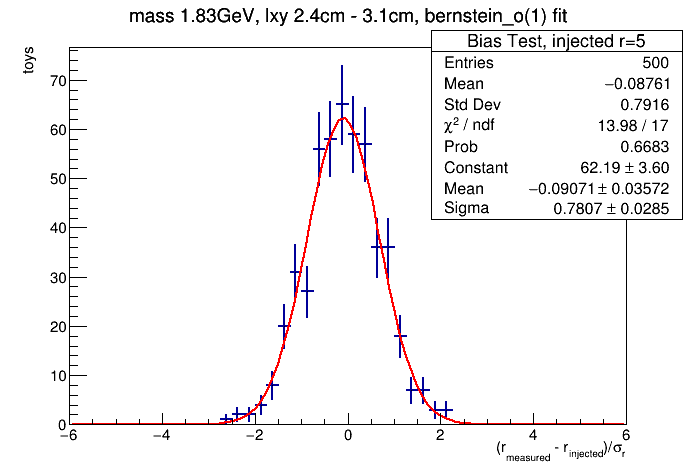 mass 1.83GeV, lxy 2.4cm - 3.1cm, bernstein_o(1) fit
toys
Bias Test, injected r=5
Entries 500
Mean −0.08761
Std Dev 0.7916
χ² / ndf 13.98 / 17
Prob 0.6683
Constant 62.19 ± 3.60
Mean −0.09071 ± 0.03572
Sigma 0.7807 ± 0.0285
70
60
50
40
30
20
10
0
−6 −4 −2 0 2 4 6
(r_measured - r_injected)/σ_r